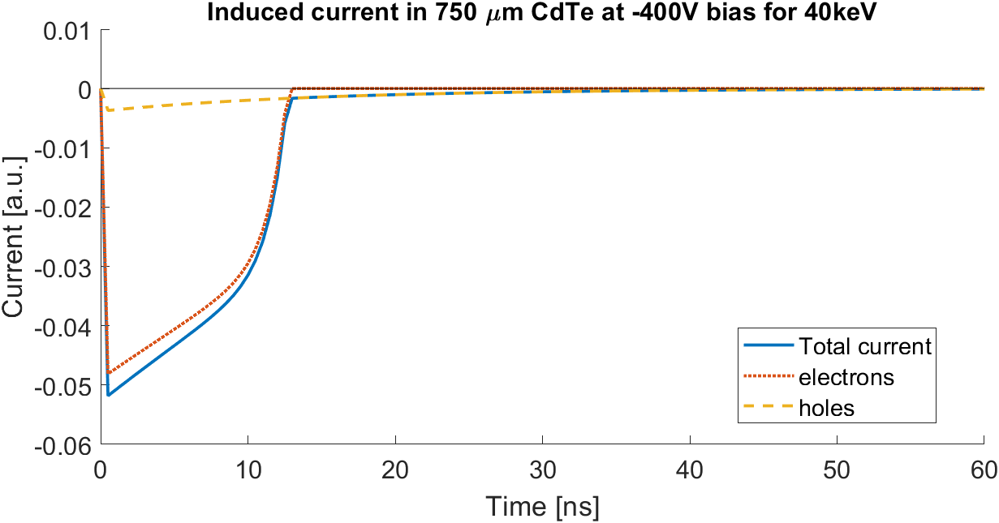 Induced current in 750 μm CdTe at -400V bias for 40keV
0.01
0
-0.01
-0.02
-0.03
-0.04
-0.05
-0.06
Current [a.u.]
0 10 20 30 40 50 60
Time [ns]
Total current
electrons
holes